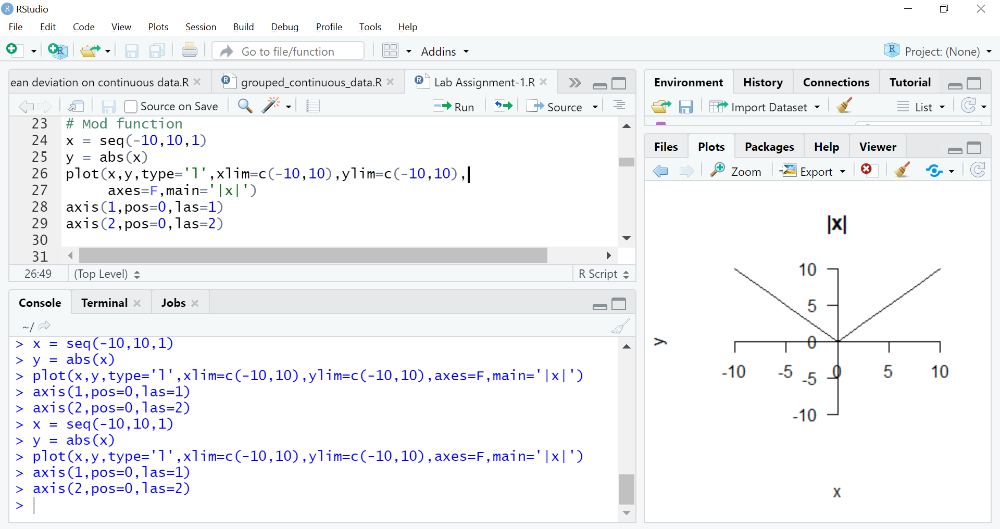 RStudio
File Edit Code View Plots Session Build Debug Profile Tools Help
Go to file/function Addins Project: (None)
ean deviation on continuous data.R grouped_continuous_data.R Lab Assignment-1.R
Source on Save Run Source
23 # Mod function
24 x = seq(-10,10,1)
25 y = abs(x)
26 plot(x,y,type='l',xlim=c(-10,10),ylim=c(-10,10),
27 axes=F,main='|x|')
28 axis(1,pos=0,las=1)
29 axis(2,pos=0,las=2)
30
31
26:49 (Top Level) R Script
Console Terminal Jobs
~/
> x = seq(-10,10,1)
> y = abs(x)
> plot(x,y,type='l',xlim=c(-10,10),ylim=c(-10,10),axes=F,main='|x|')
> axis(1,pos=0,las=1)
> axis(2,pos=0,las=2)
> x = seq(-10,10,1)
> y = abs(x)
> plot(x,y,type='l',xlim=c(-10,10),ylim=c(-10,10),axes=F,main='|x|')
> axis(1,pos=0,las=1)
> axis(2,pos=0,las=2)
>
Environment History Connections Tutorial
Import Dataset List
Files Plots Packages Help Viewer
Zoom Export
|x|
10
5
y
0
-10 -5 0 5 10
-5
-10
x